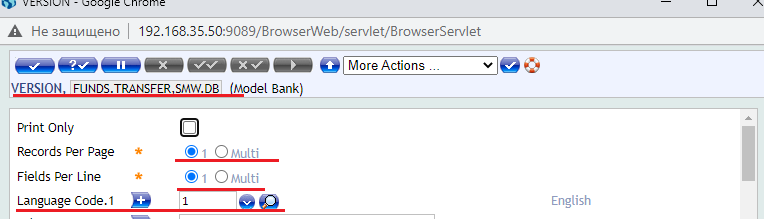 VERSION - Google Chrome
Не защищено 192.168.35.50:9089/BrowserWeb/servlet/BrowserServlet
More Actions ...
VERSION, FUNDS.TRANSFER,SMW.DB (Model Bank)
Print Only
Records Per Page * 1 Multi
Fields Per Line * 1 Multi
Language Code.1 1 English